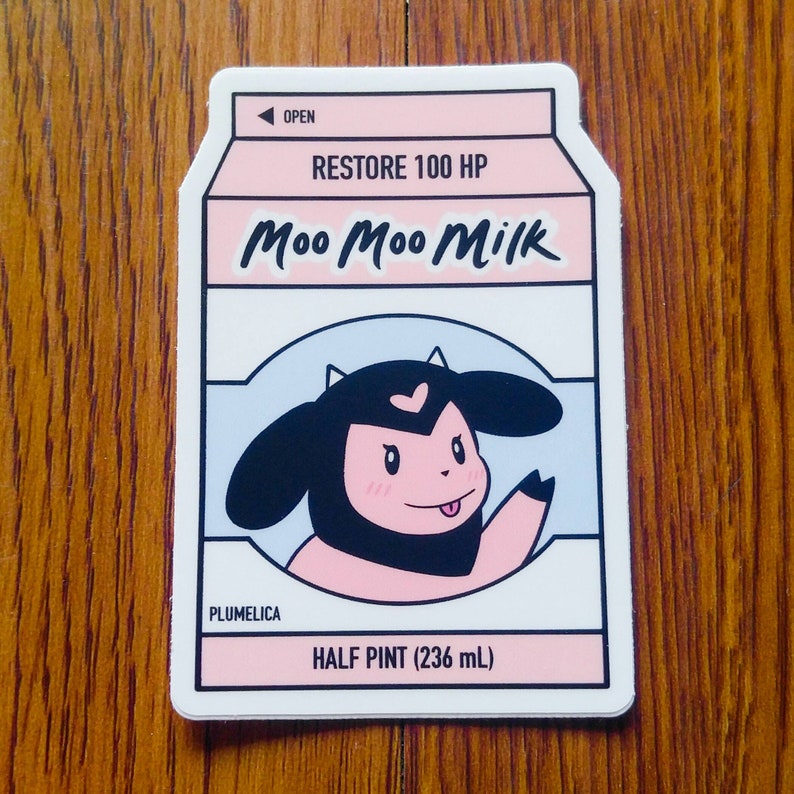 OPEN
RESTORE 100 HP
Moo Moo Milk
PLUMELICA
HALF PINT (236 mL)